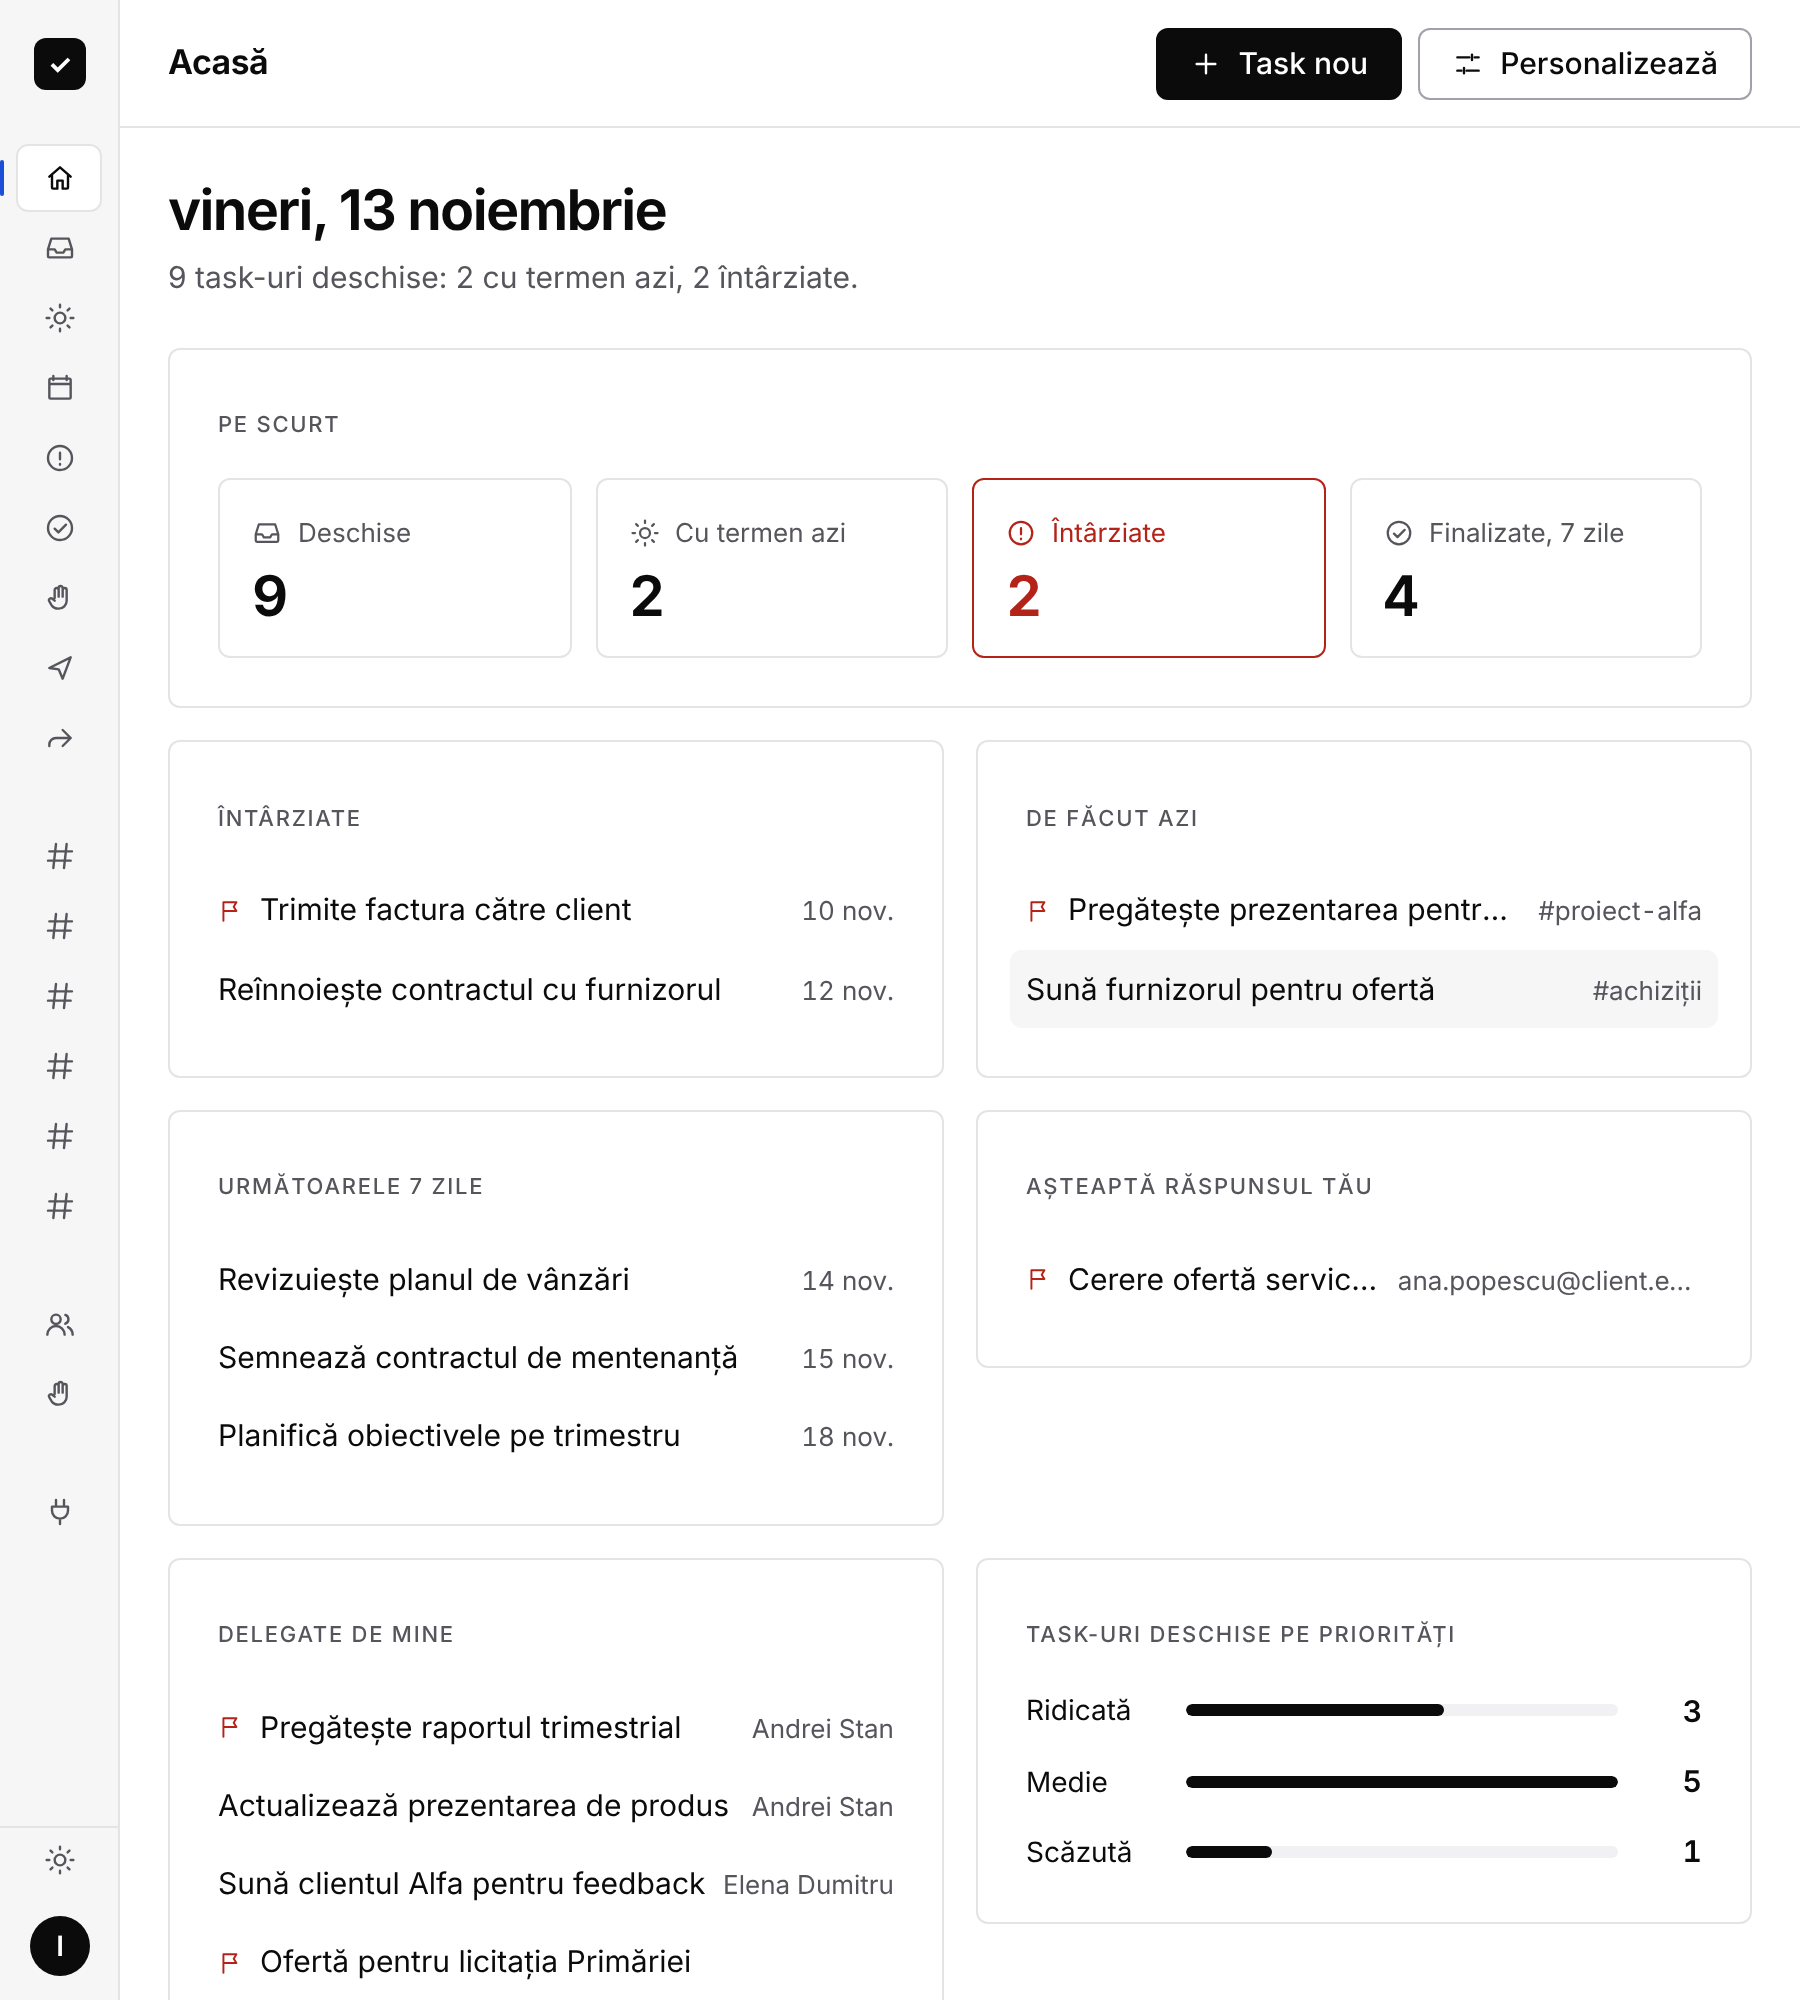 Acasă
Task nou
Personalizează
vineri, 13 noiembrie
9 task-uri deschise: 2 cu termen azi, 2 întârziate.
PE SCURT
Deschise
9
Cu termen azi
2
Întârziate
2
Finalizate, 7 zile
4
ÎNTÂRZIATE
Trimite factura către client 10 nov.
Reînnoiește contractul cu furnizorul 12 nov.
DE FĂCUT AZI
Pregătește prezentarea pentr… #proiect-alfa
Sună furnizorul pentru ofertă #achiziții
URMĂTOARELE 7 ZILE
Revizuiește planul de vânzări 14 nov.
Semnează contractul de mentenanță 15 nov.
Planifică obiectivele pe trimestru 18 nov.
AȘTEAPTĂ RĂSPUNSUL TĂU
Cerere ofertă servic… ana.popescu@client.e…
DELEGATE DE MINE
Pregătește raportul trimestrial Andrei Stan
Actualizează prezentarea de produs Andrei Stan
Sună clientul Alfa pentru feedback Elena Dumitru
Ofertă pentru licitația Primăriei
TASK-URI DESCHISE PE PRIORITĂȚI
Ridicată 3
Medie 5
Scăzută 1
I